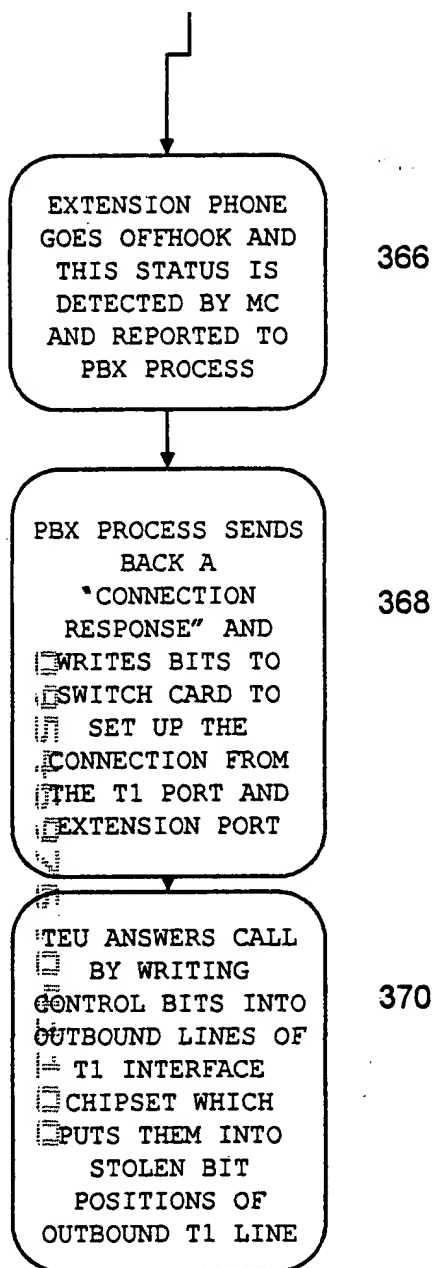 EXTENSION PHONE
GOES OFFHOOK AND
THIS STATUS IS
DETECTED BY MC
AND REPORTED TO
PBX PROCESS
366
PBX PROCESS SENDS
BACK A
"CONNECTION
RESPONSE" AND
WRITES BITS TO
SWITCH CARD TO
SET UP THE
CONNECTION FROM
THE T1 PORT AND
EXTENSION PORT
368
TEU ANSWERS CALL
BY WRITING
CONTROL BITS INTO
OUTBOUND LINES OF
T1 INTERFACE
CHIPSET WHICH
PUTS THEM INTO
STOLEN BIT
POSITIONS OF
OUTBOUND T1 LINE
370